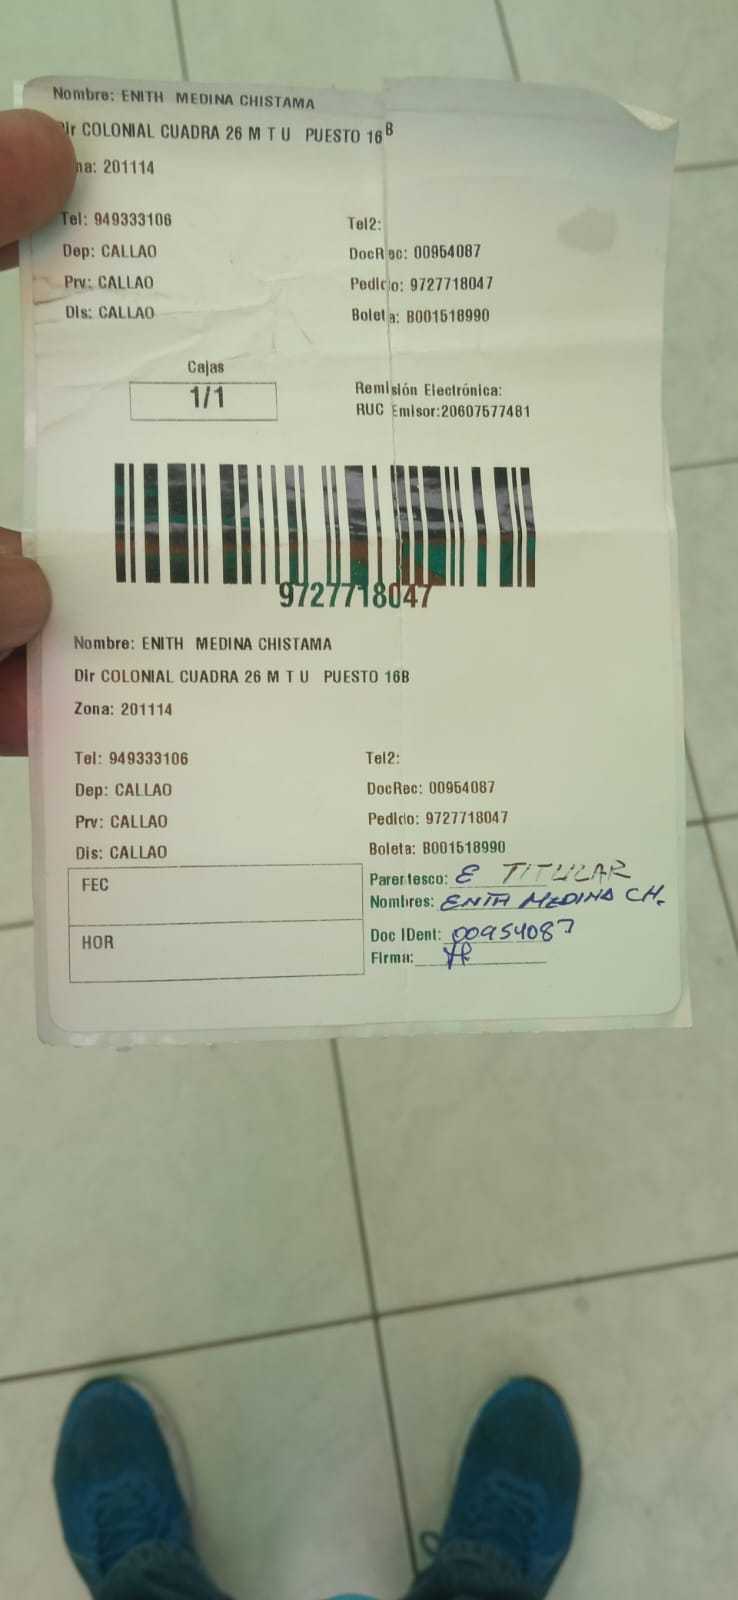 Nombre: ENITH MEDINA CHISTAMA
Dir COLONIAL CUADRA 26 M T U PUESTO 16B
201114
Tel: 949333106 Tel2:
Dep: CALLAO DocRec: 00954087
Prv: CALLAO Pedido: 9727718047
Dis: CALLAO Boleta: B001518990
Cajas
1/1
Remisión Electrónica:
RUC Emisor:20607577481
9727718047
Nombre: ENITH MEDINA CHISTAMA
Dir COLONIAL CUADRA 26 M T U PUESTO 16B
Zona: 201114
Tel: 949333106 Tel2:
Dep: CALLAO DocRec: 00954087
Prv: CALLAO Pedido: 9727718047
Dis: CALLAO Boleta: B001518990
FEC
Parentesco: E TITULAR
Nombres: ENITH MEDINA CH.
HOR
Doc IDent: 00954087
Firma: